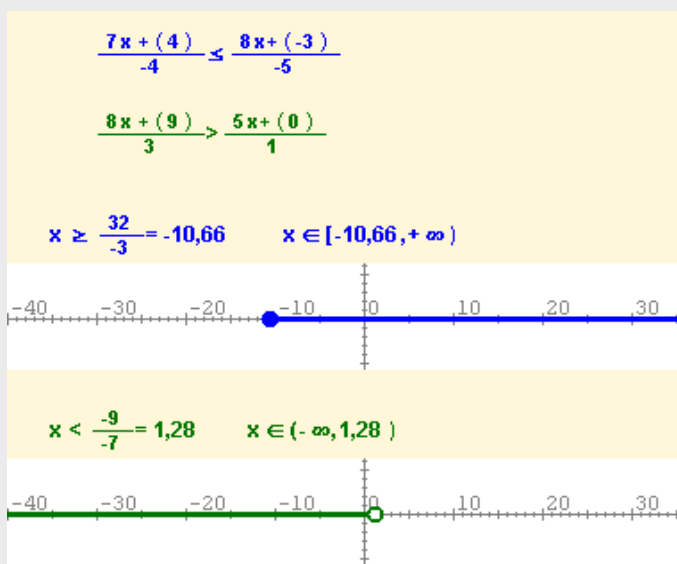 7x + ( 4 ) / -4 ≤ 8x + ( -3 ) / -5
8x + ( 9 ) / 3 > 5x + ( 0 ) / 1
x ≥ 32 / -3 = -10,66 x ∈ [ -10,66 , + ∞ )
-40 -30 -20 -10 0 10 20 30
x < -9 / -7 = 1,28 x ∈ ( - ∞, 1,28 )
-40 -30 -20 -10 0 10 20 30